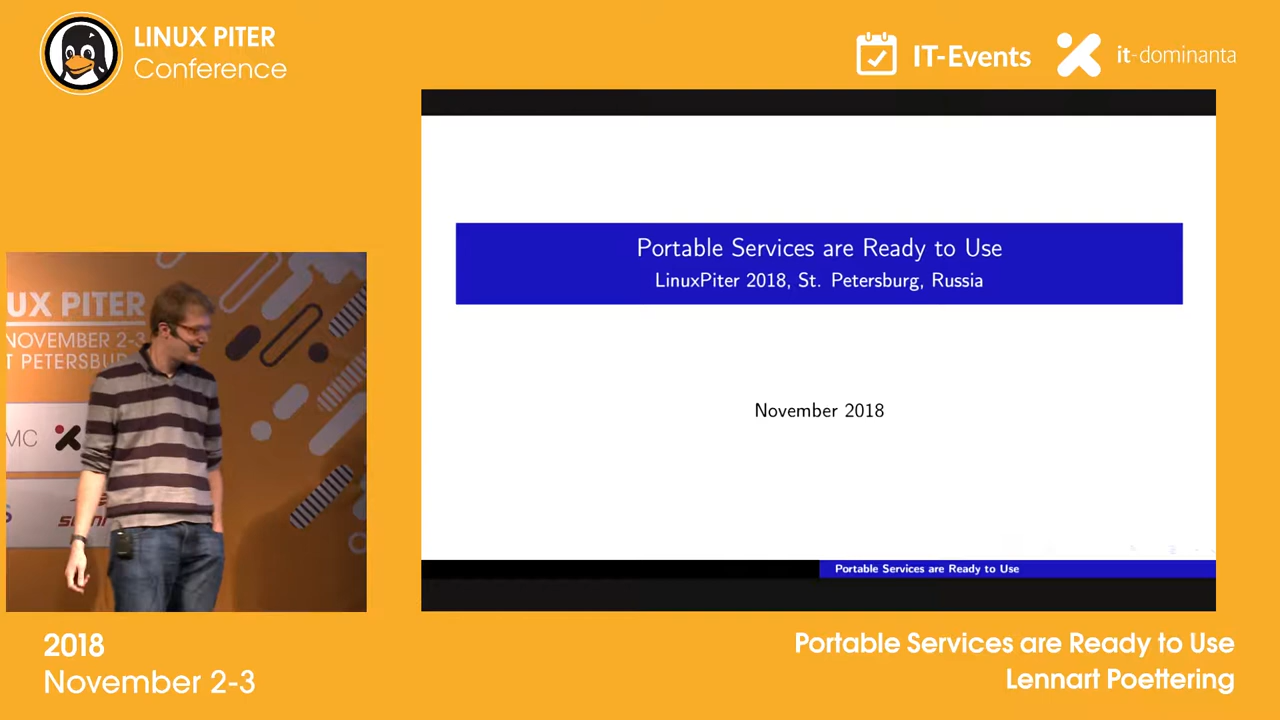 LINUX PITER
Conference
IT-Events
it-dominanta
Portable Services are Ready to Use
LinuxPiter 2018, St. Petersburg, Russia
November 2018
Portable Services are Ready to Use
UX PITER
NOVEMBER 2-3
T PETERSBUR
MC
2018
November 2-3
Portable Services are Ready to Use
Lennart Poettering